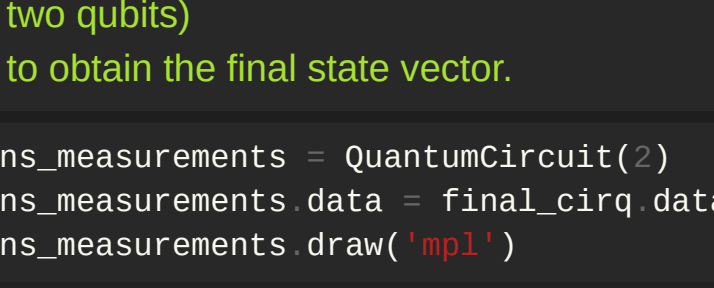 two qubits)
to obtain the final state vector.
ns_measurements = QuantumCircuit(2)
ns_measurements.data = final_cirq.data
ns_measurements.draw('mpl')